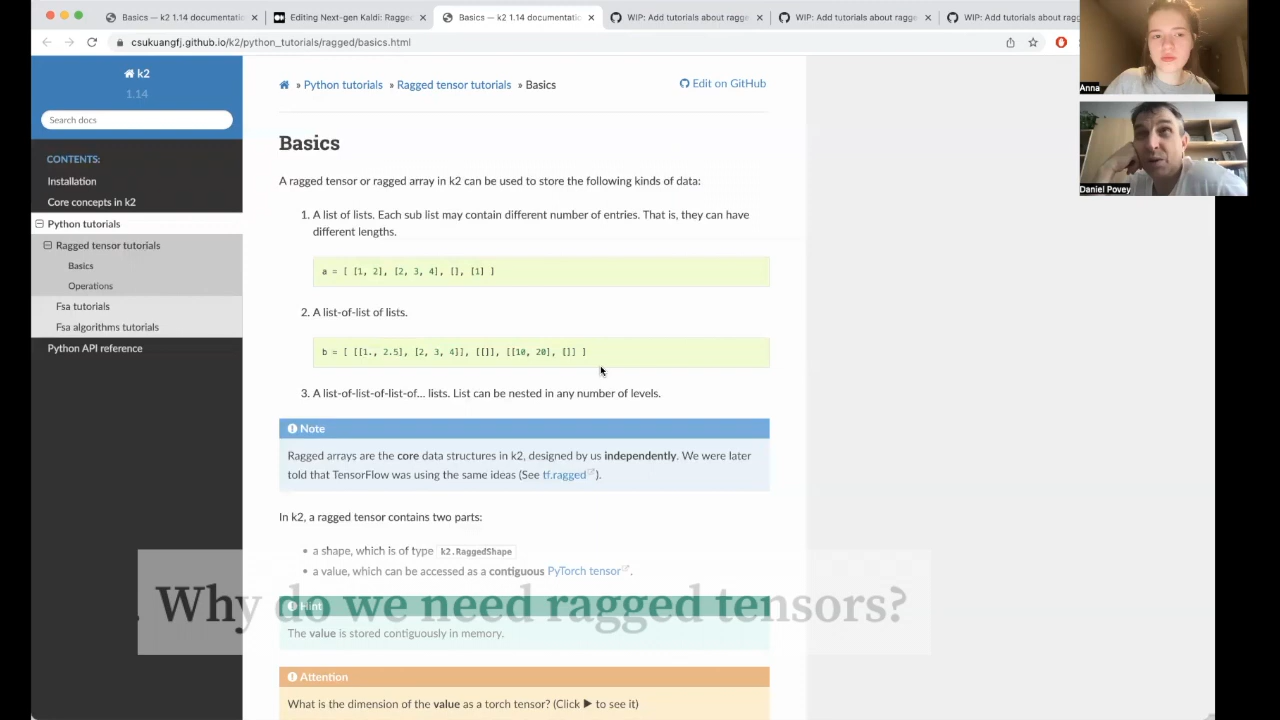 Basics — k2 1.14 documentatio
Editing Next-gen Kaldi: Ragge
Basics — k2 1.14 documentatio
WIP: Add tutorials about ragge
WIP: Add tutorials about ragge
WIP: Add tutorials about rag
csukuangfj.github.io/k2/python_tutorials/ragged/basics.html
Anna
Daniel Povey
k2
1.14
Search docs
CONTENTS:
Installation
Core concepts in k2
Python tutorials
Ragged tensor tutorials
Basics
Operations
Fsa tutorials
Fsa algorithms tutorials
Python API reference
» Python tutorials » Ragged tensor tutorials » Basics
Edit on GitHub
Basics
A ragged tensor or ragged array in k2 can be used to store the following kinds of data:
1. A list of lists. Each sub list may contain different number of entries. That is, they can have
different lengths.
a = [ [1, 2], [2, 3, 4], [], [1] ]
2. A list-of-list of lists.
b = [ [[1., 2.5], [2, 3, 4]], [[]], [[10, 20], []] ]
3. A list-of-list-of-list-of... lists. List can be nested in any number of levels.
Note
Ragged arrays are the core data structures in k2, designed by us independently. We were later
told that TensorFlow was using the same ideas (See tf.ragged).
In k2, a ragged tensor contains two parts:
• a shape, which is of type k2.RaggedShape
• a value, which can be accessed as a contiguous PyTorch tensor.
. Why do we need ragged tensors?
Hint
The value is stored contiguously in memory.
Attention
What is the dimension of the value as a torch tensor? (Click ▶ to see it)